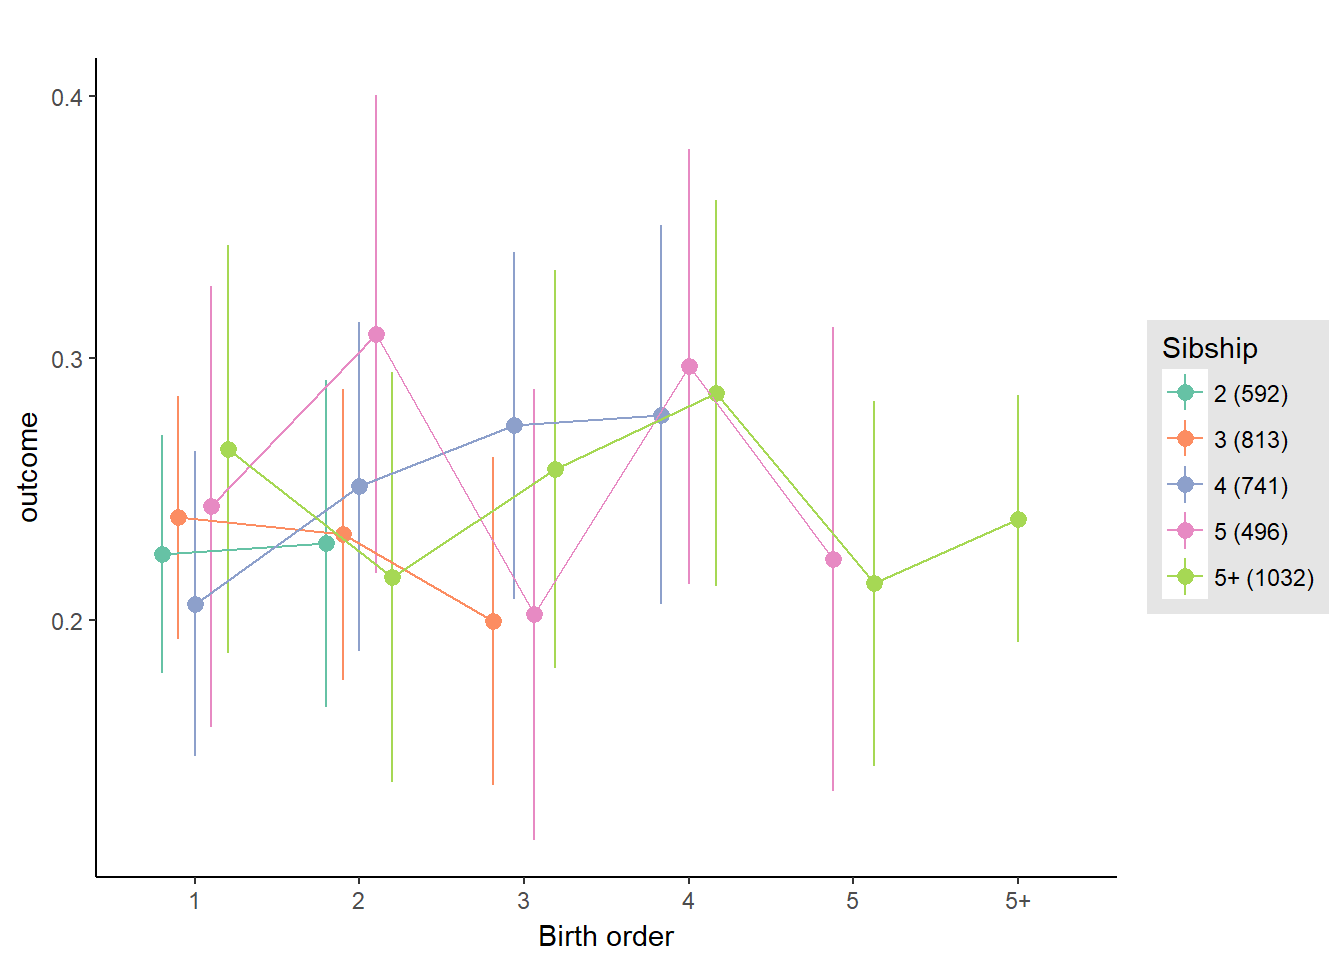 0.4
0.3
0.2
outcome
1 2 3 4 5 5+
Birth order
Sibship
2 (592)
3 (813)
4 (741)
5 (496)
5+ (1032)